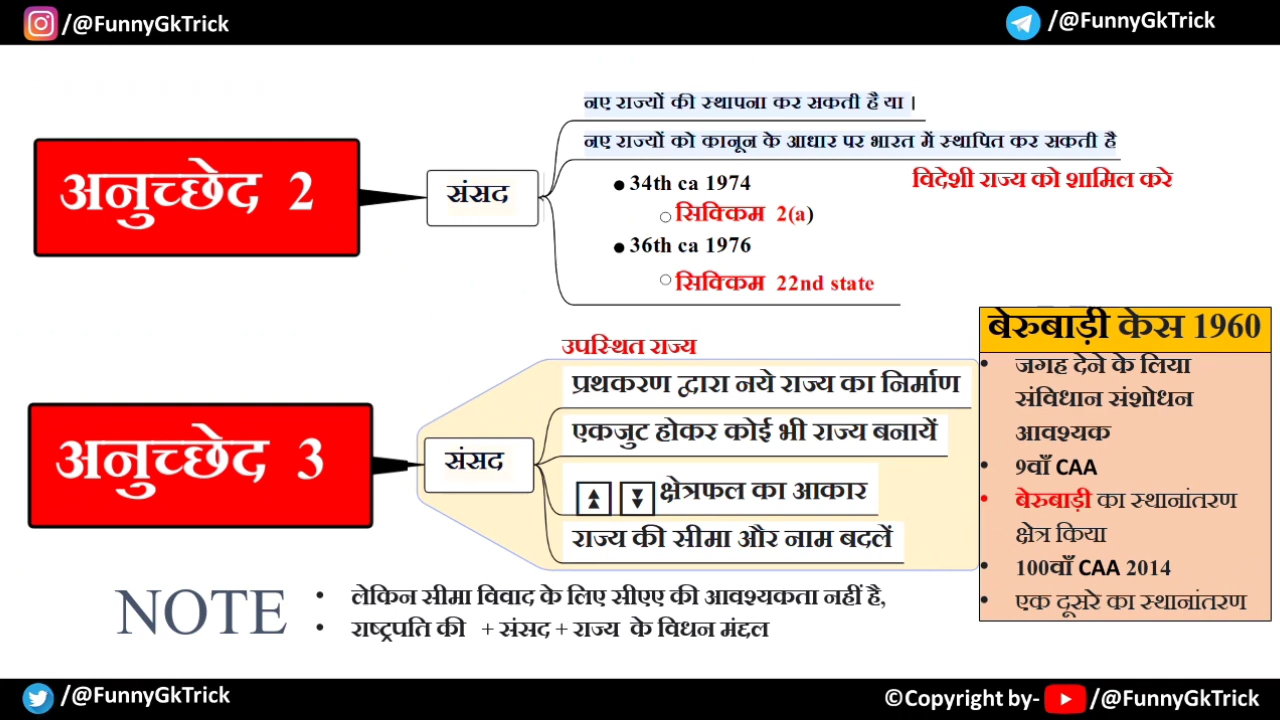 /@FunnyGkTrick
/@FunnyGkTrick
नए राज्यों की स्थापना कर सकती है या ।
नए राज्यों को कानून के आधार पर भारत में स्थापित कर सकती है
विदेशी राज्य को शामिल करे
अनुच्छेद 2
संसद
34th ca 1974
सिक्किम 2(a)
36th ca 1976
सिक्किम 22nd state
उपस्थित राज्य
प्रथकरण द्वारा नये राज्य का निर्माण
एकजुट होकर कोई भी राज्य बनायें
अनुच्छेद 3
संसद
क्षेत्रफल का आकार
राज्य की सीमा और नाम बदलें
बेरुबाड़ी केस 1960
जगह देने के लिया
संविधान संशोधन
आवश्यक
9वाँ CAA
बेरुबाड़ी का स्थानांतरण
क्षेत्र किया
100वाँ CAA 2014
एक दूसरे का स्थानांतरण
NOTE
लेकिन सीमा विवाद के लिए सीएए की आवश्यकता नहीं है,
राष्ट्रपति की + संसद + राज्य के विधन मंद्दल
/@FunnyGkTrick
©Copyright by- /@FunnyGkTrick